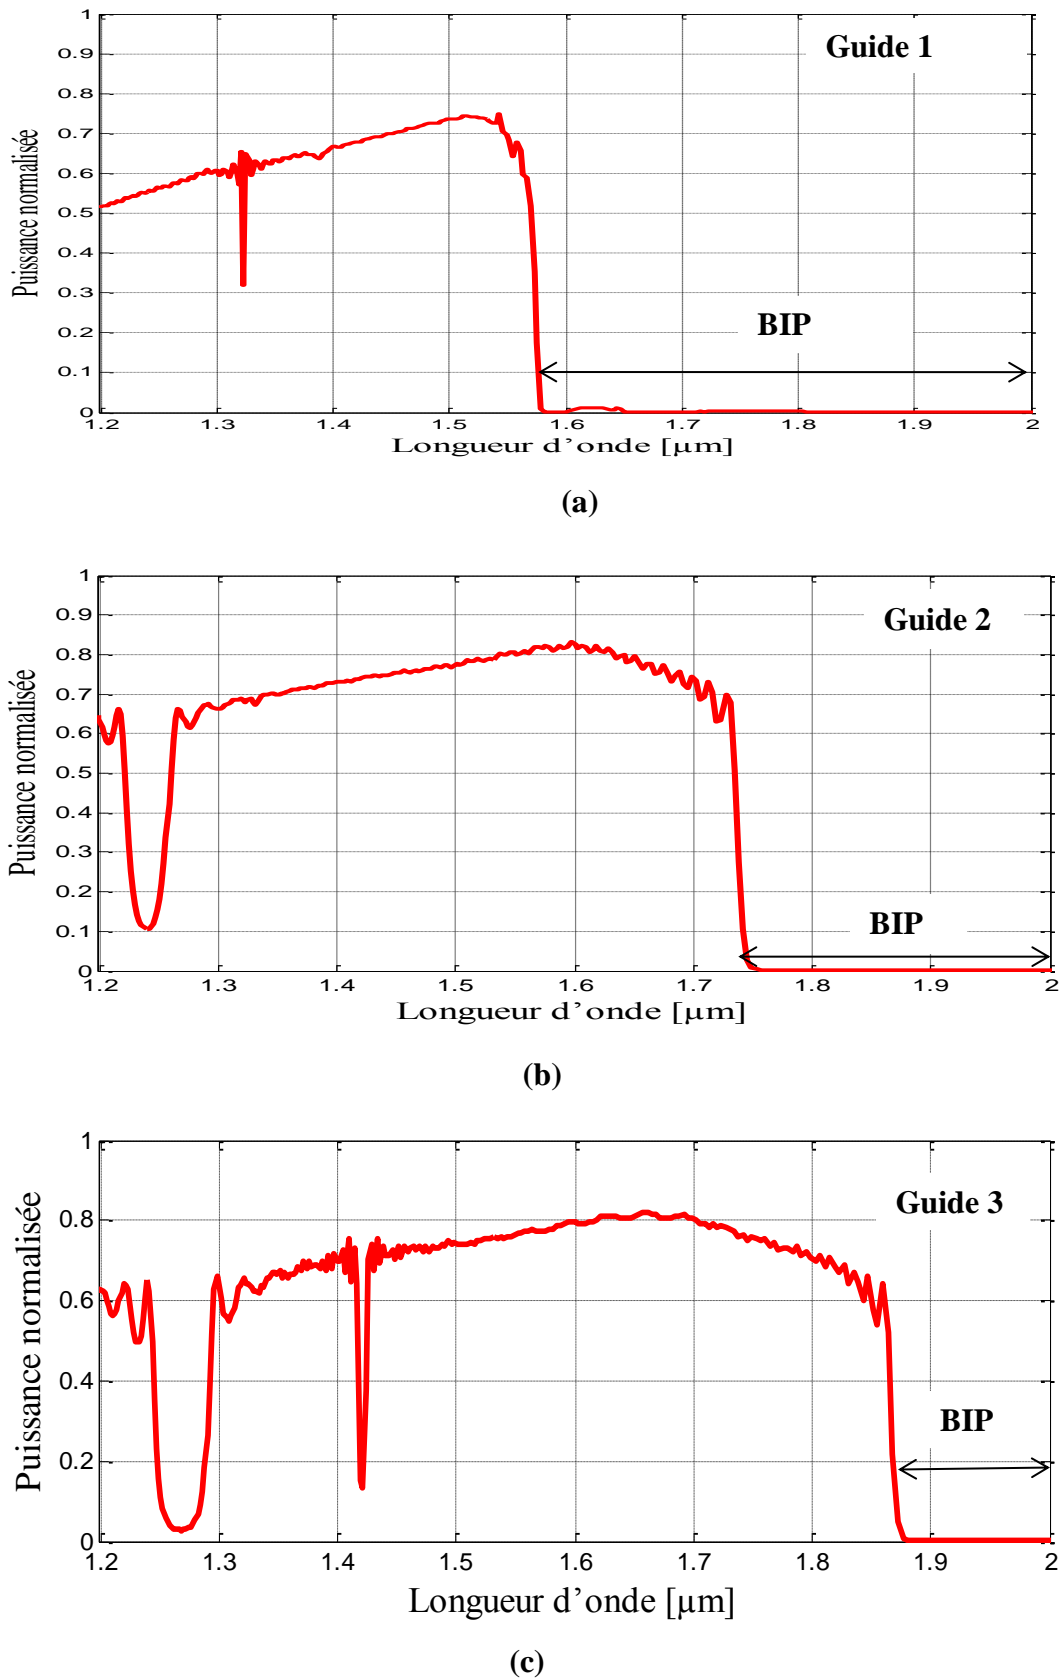 1
0.9
0.8
0.7
0.6
0.5
0.4
0.3
0.2
0.1
0
Puissance normalisée
Guide 1
BIP
1.2 1.3 1.4 1.5 1.6 1.7 1.8 1.9 2
Longueur d’onde [µm]
(a)
1
0.9
0.8
0.7
0.6
0.5
0.4
0.3
0.2
0.1
0
Puissance normalisée
Guide 2
BIP
1.2 1.3 1.4 1.5 1.6 1.7 1.8 1.9 2
Longueur d’onde [µm]
(b)
1
0.8
0.6
0.4
0.2
0
Puissance normalisée
Guide 3
BIP
1.2 1.3 1.4 1.5 1.6 1.7 1.8 1.9 2
Longueur d’onde [µm]
(c)